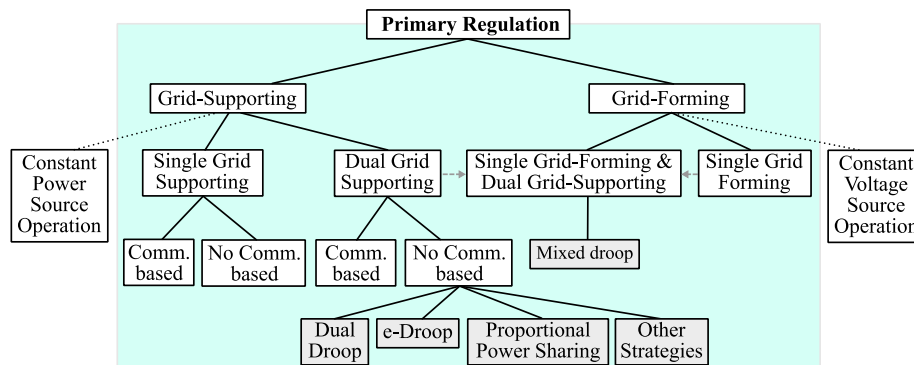 Primary Regulation
Grid-Supporting
Grid-Forming
Constant
Power
Source
Operation
Single Grid
Supporting
Dual Grid
Supporting
Single Grid-Forming &
Dual Grid-Supporting
Single Grid
Forming
Constant
Voltage
Source
Operation
Comm.
based
No Comm.
based
Comm.
based
No Comm.
based
Mixed droop
Dual
Droop
e-Droop
Proportional
Power Sharing
Other
Strategies